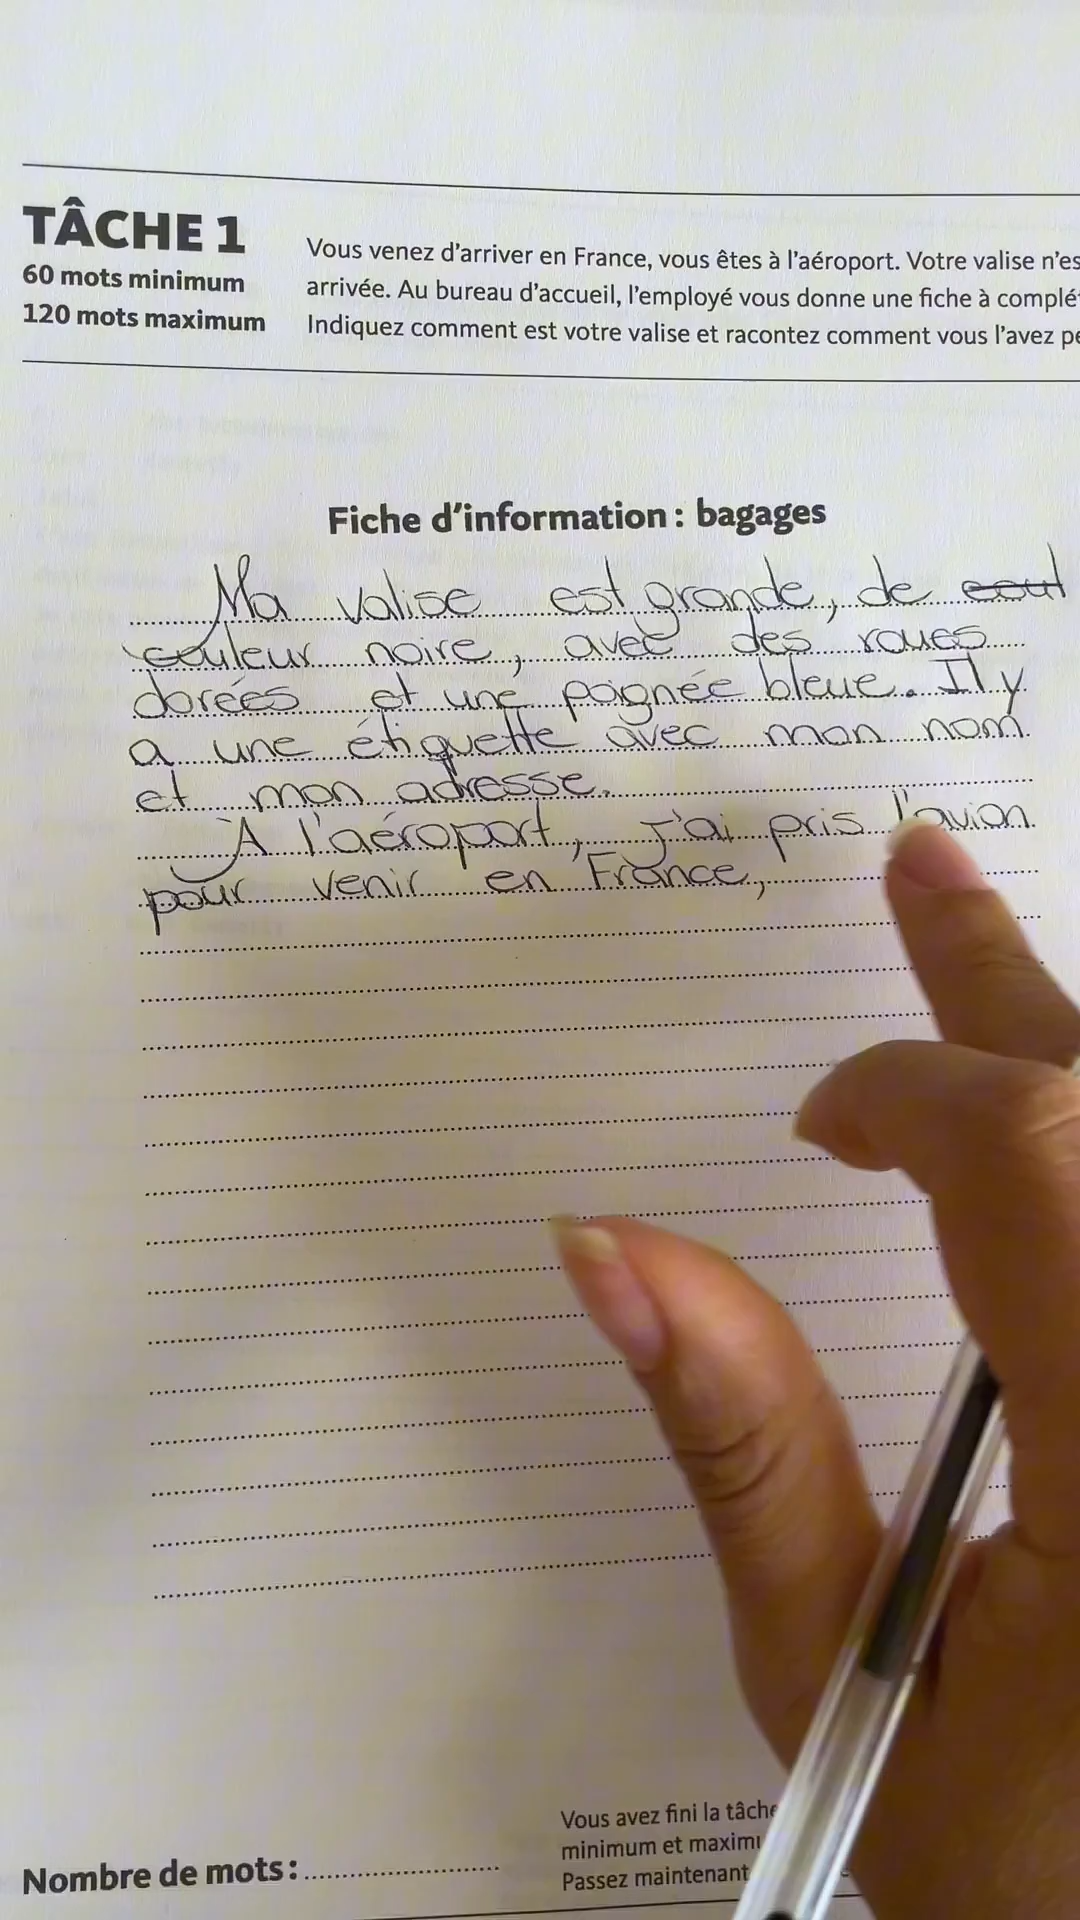 TÂCHE 1
60 mots minimum
120 mots maximum
Vous venez d'arriver en France, vous êtes à l'aéroport. Votre valise n'es
arrivée. Au bureau d'accueil, l'employé vous donne une fiche à complé
Indiquez comment est votre valise et racontez comment vous l'avez pe
Fiche d'information : bagages
Ma valise est grande, de coul
couleur noire, avec des roues
dorées et une poignée bleue. Il y
a une étiquette avec mon nom
et mon adresse.
À l'aéroport, j'ai pris l'avion
pour venir en France,
Vous avez fini la tâche
minimum et maximu
Passez maintenant
Nombre de mots :